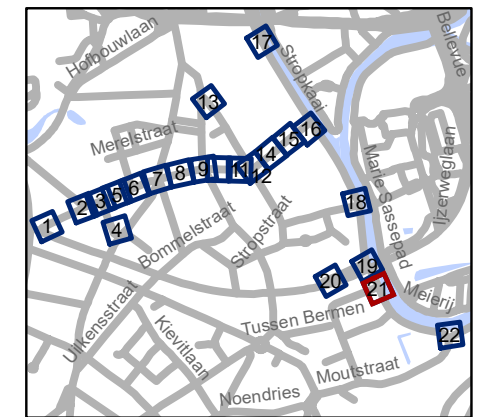 Hofbouwlaan
17
Stropkaai
Bellevue
13
Merelstraat
16
15
14
12
11
9
8
7
6
5
3
2
1
4
Marie Sassepad
Ijzerweglaan
18
Bommelstraat
Stropstraat
19
20
21
Meierij
Uilkensstraat
Tussen Bermen
22
Kievitlaan
Moutstraat
Noendries